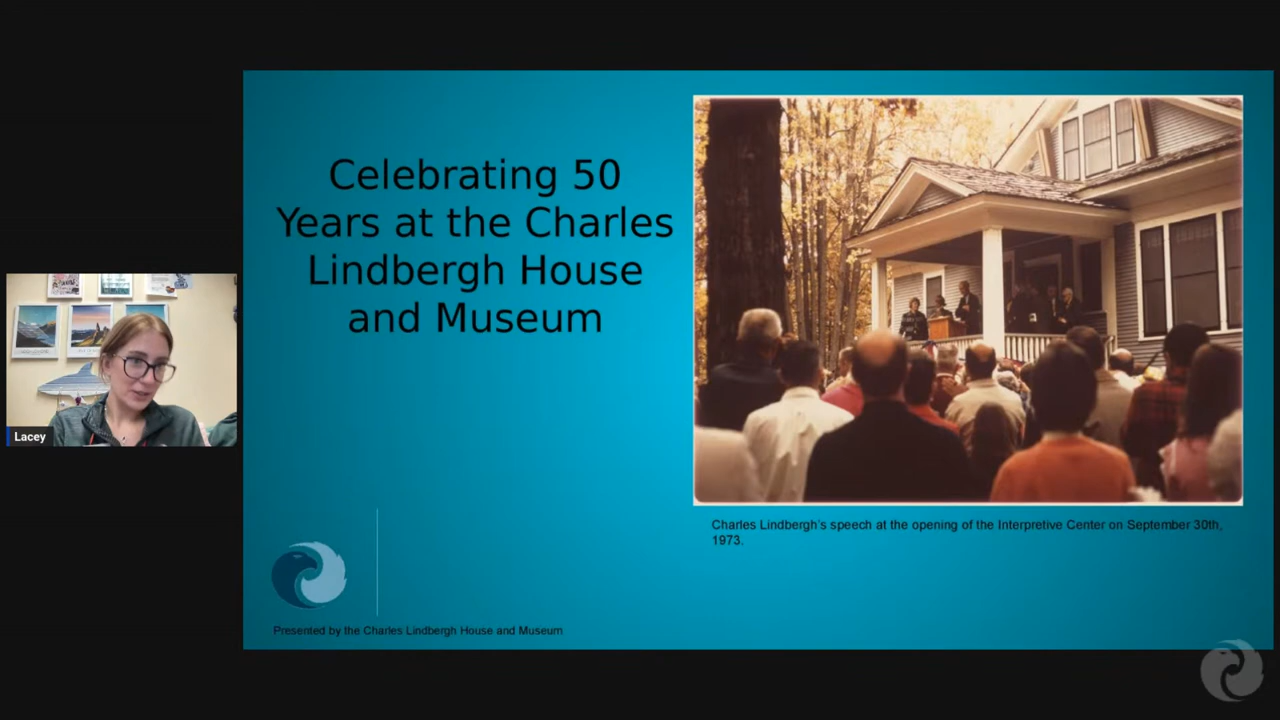 Celebrating 50
Years at the Charles
Lindbergh House
and Museum
Charles Lindbergh's speech at the opening of the Interpretive Center on September 30th,
1973.
Presented by the Charles Lindbergh House and Museum
Lacey